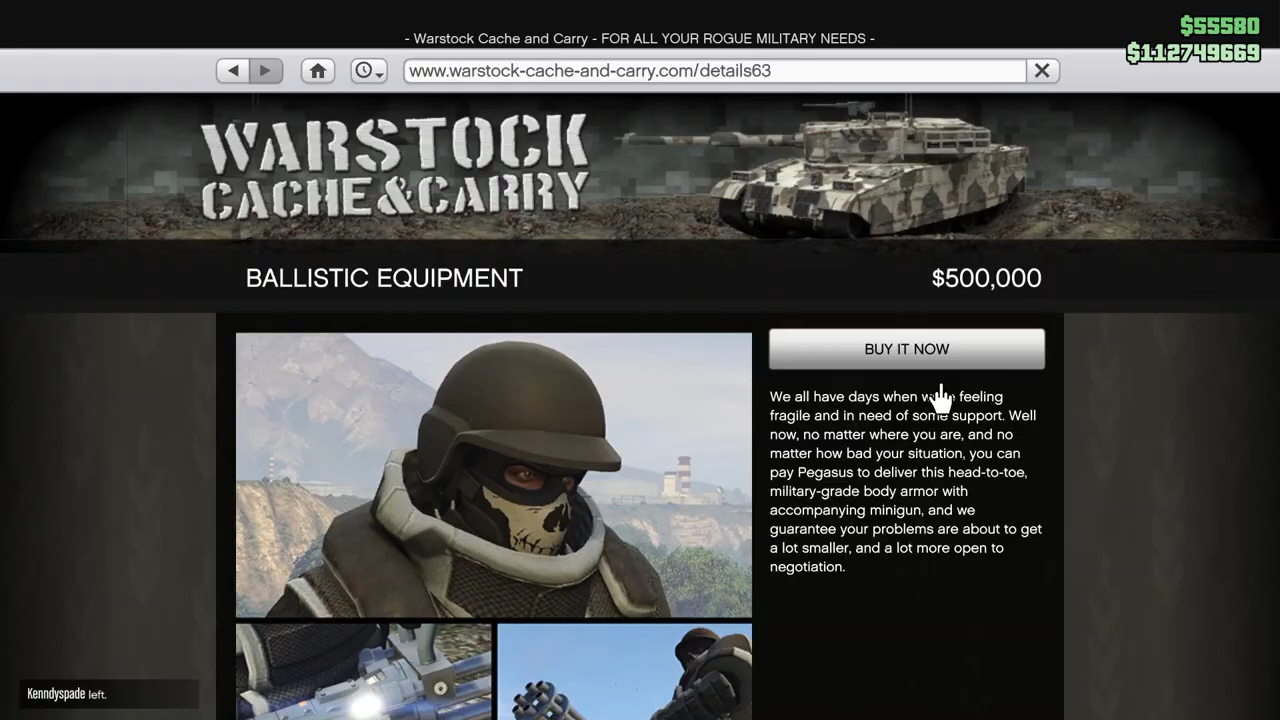 $55580
- Warstock Cache and Carry - FOR ALL YOUR ROGUE MILITARY NEEDS -
$112749669
www.warstock-cache-and-carry.com/details63
WARSTOCK
CACHE&CARRY
BALLISTIC EQUIPMENT
$500,000
BUY IT NOW
We all have days when feeling
fragile and in need of some support. Well
now, no matter where you are, and no
matter how bad your situation, you can
pay Pegasus to deliver this head-to-toe,
military-grade body armor with
accompanying minigun, and we
guarantee your problems are about to get
a lot smaller, and a lot more open to
negotiation.
Kenndyspade left.